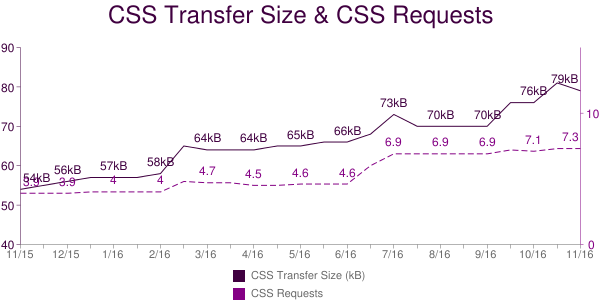 CSS Transfer Size & CSS Requests
90
80
70
60
50
40
10
0
54kB 56kB 57kB 58kB 64kB 64kB 65kB 66kB 73kB 70kB 70kB 76kB 79kB
3.9 3.9 4 4 4.7 4.5 4.6 4.6 6.9 6.9 6.9 7.1 7.3
11/15 12/15 1/16 2/16 3/16 4/16 5/16 6/16 7/16 8/16 9/16 10/16 11/16
CSS Transfer Size (kB)
CSS Requests